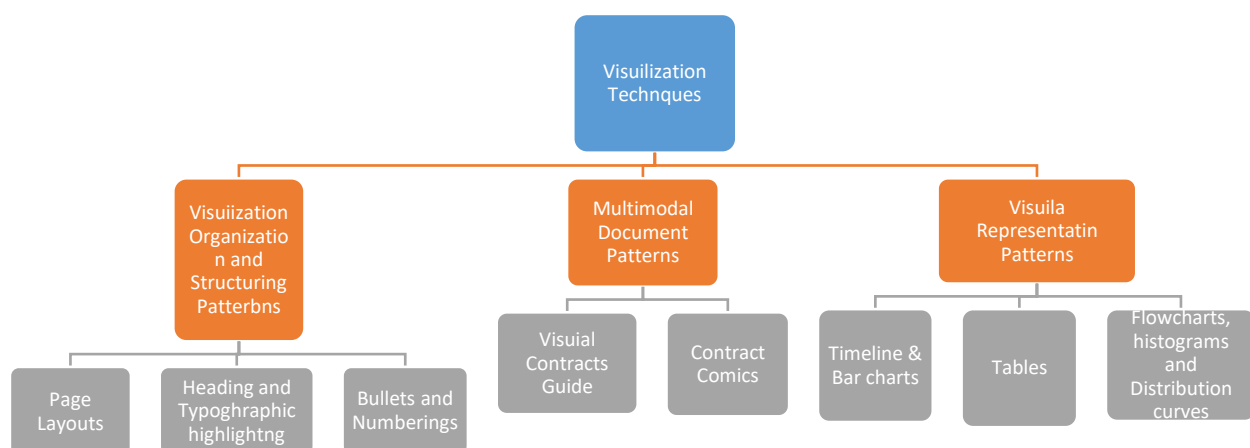 Visuilization
Technques
Visuiization
Organizatio
n and
Structuring
Patterbns
Multimodal
Document
Patterns
Visuila
Representatin
Patterns
Page
Layouts
Heading and
Typoghraphic
highlightng
Bullets and
Numberings
Visuial
Contracts
Guide
Contract
Comics
Timeline &
Bar charts
Tables
Flowcharts,
histograms
and
Distribution
curves